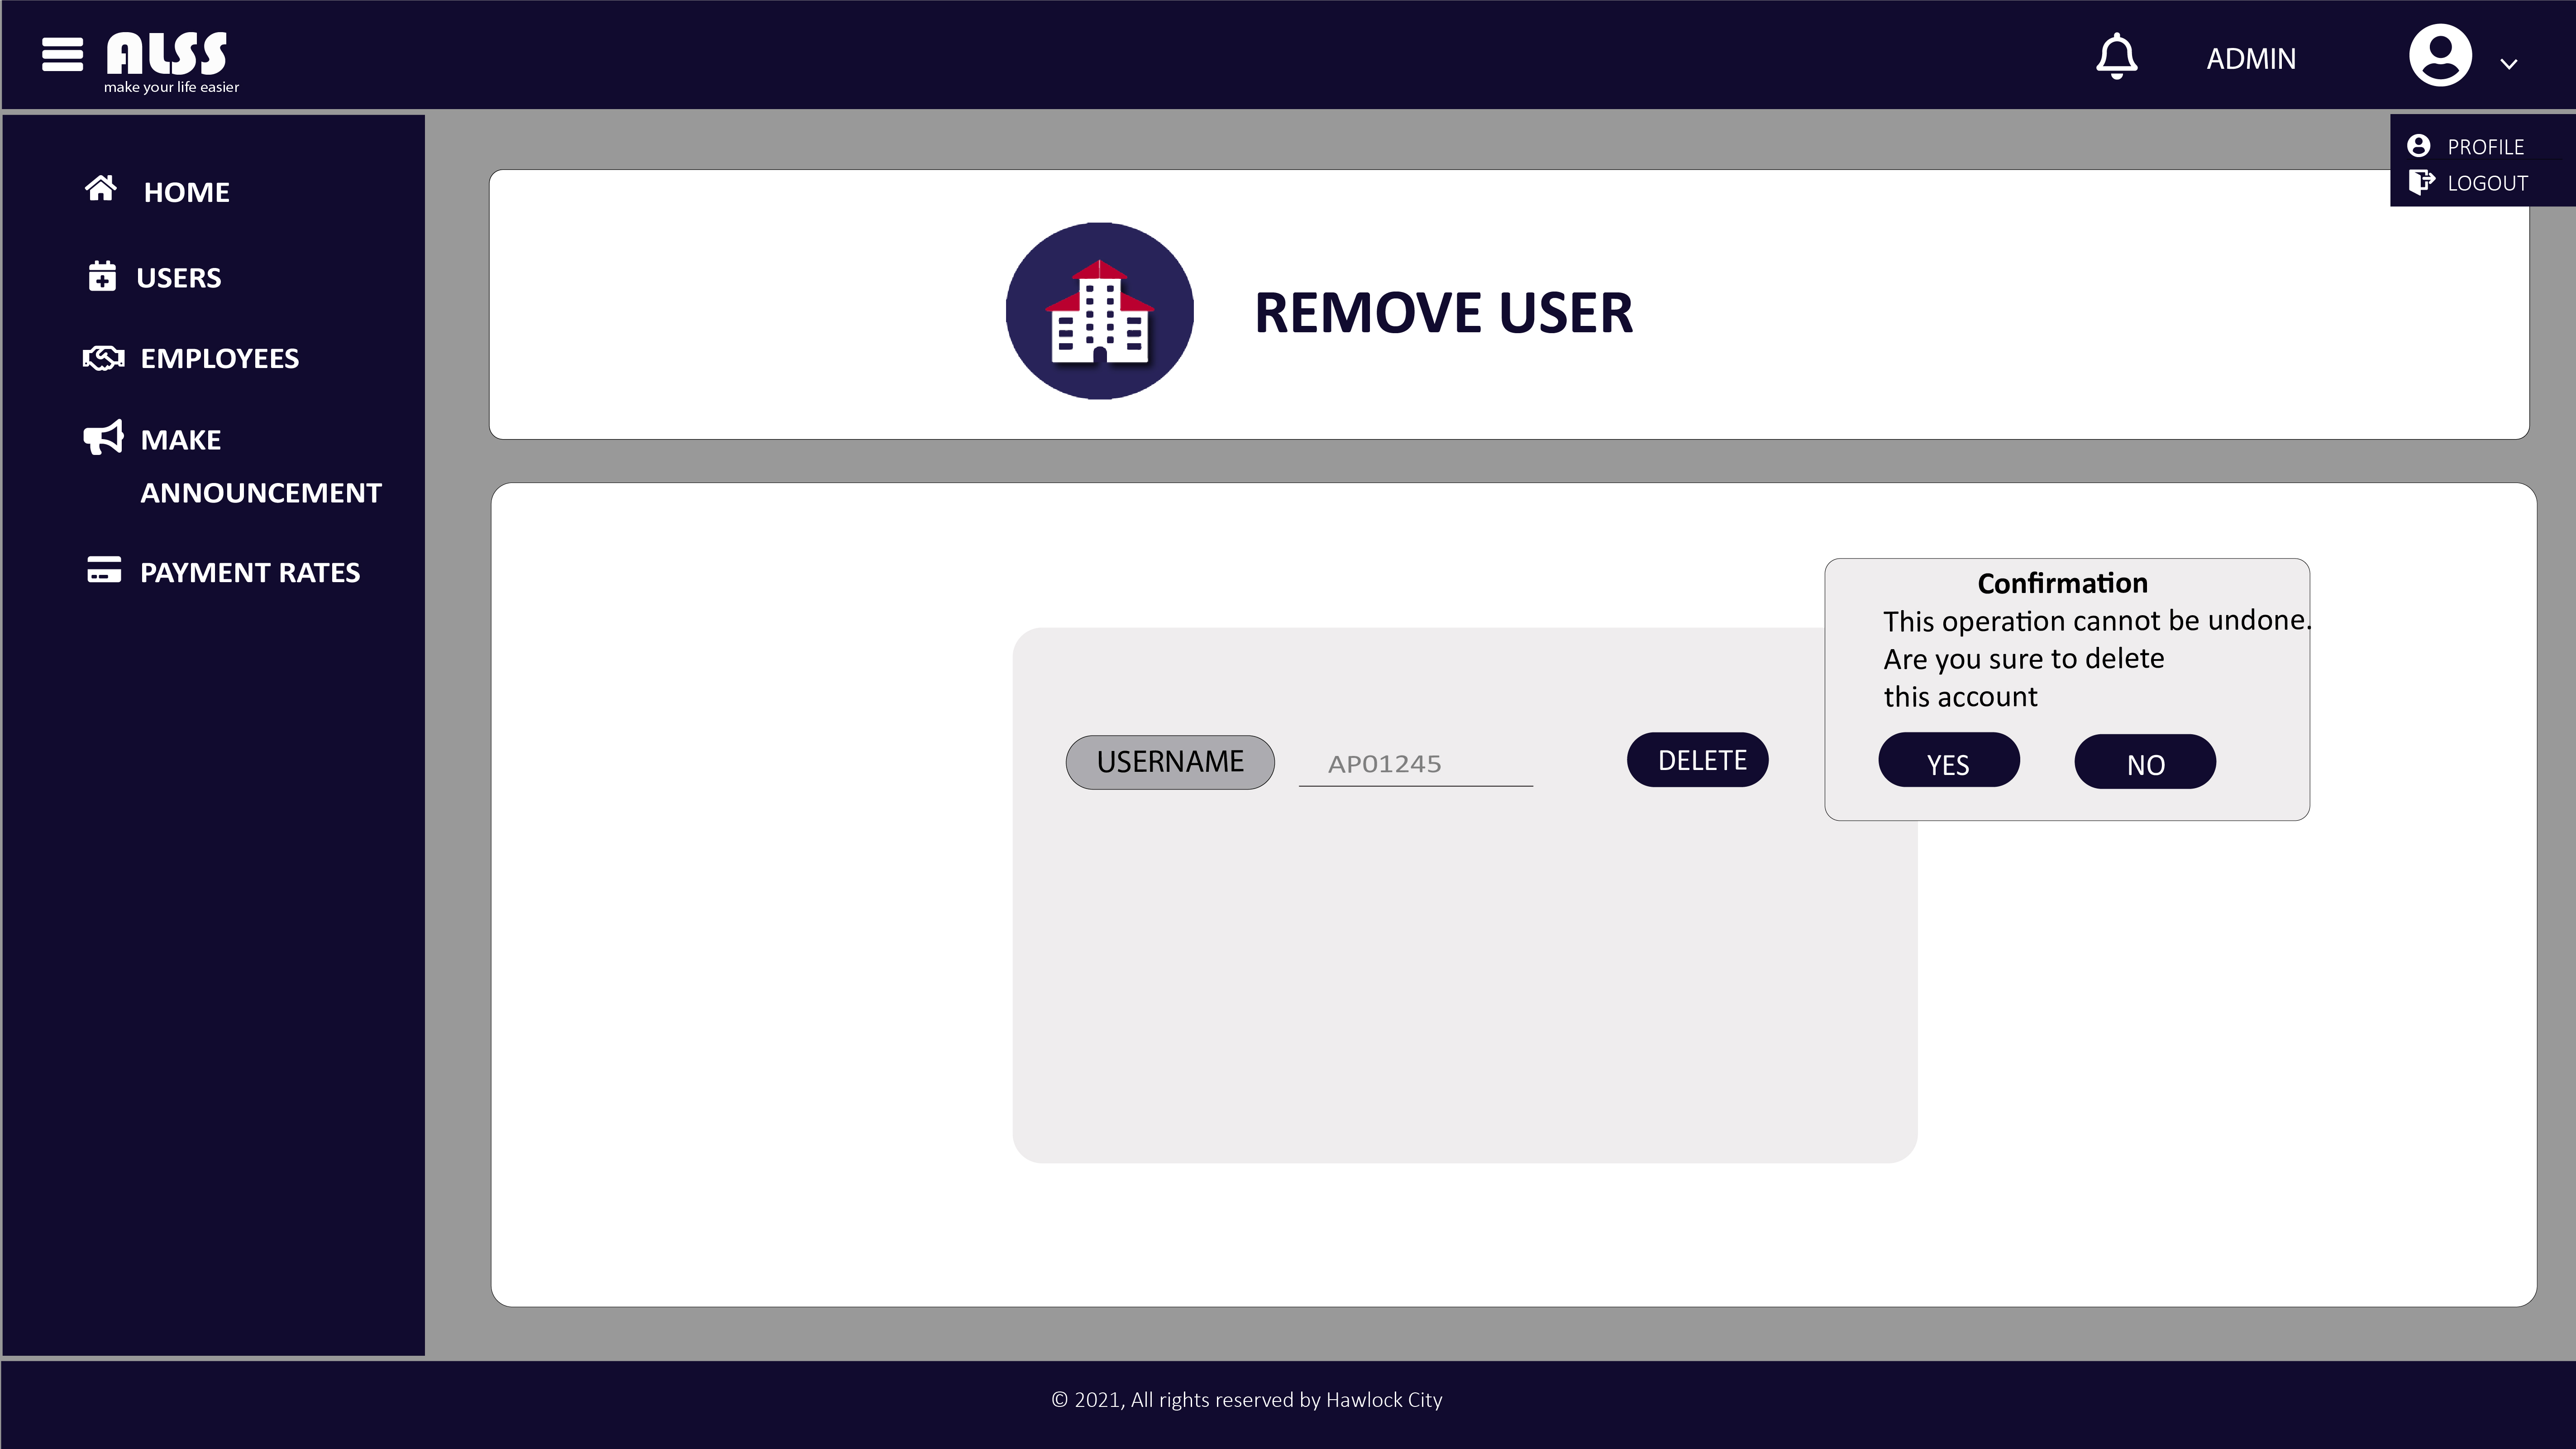 ALSS
make your life easier
ADMIN
PROFILE
LOGOUT
HOME
USERS
EMPLOYEES
MAKE
ANNOUNCEMENT
PAYMENT RATES
REMOVE USER
Confirmation
This operation cannot be undone.
Are you sure to delete
this account
YES
NO
USERNAME
AP01245
DELETE
© 2021, All rights reserved by Hawlock City